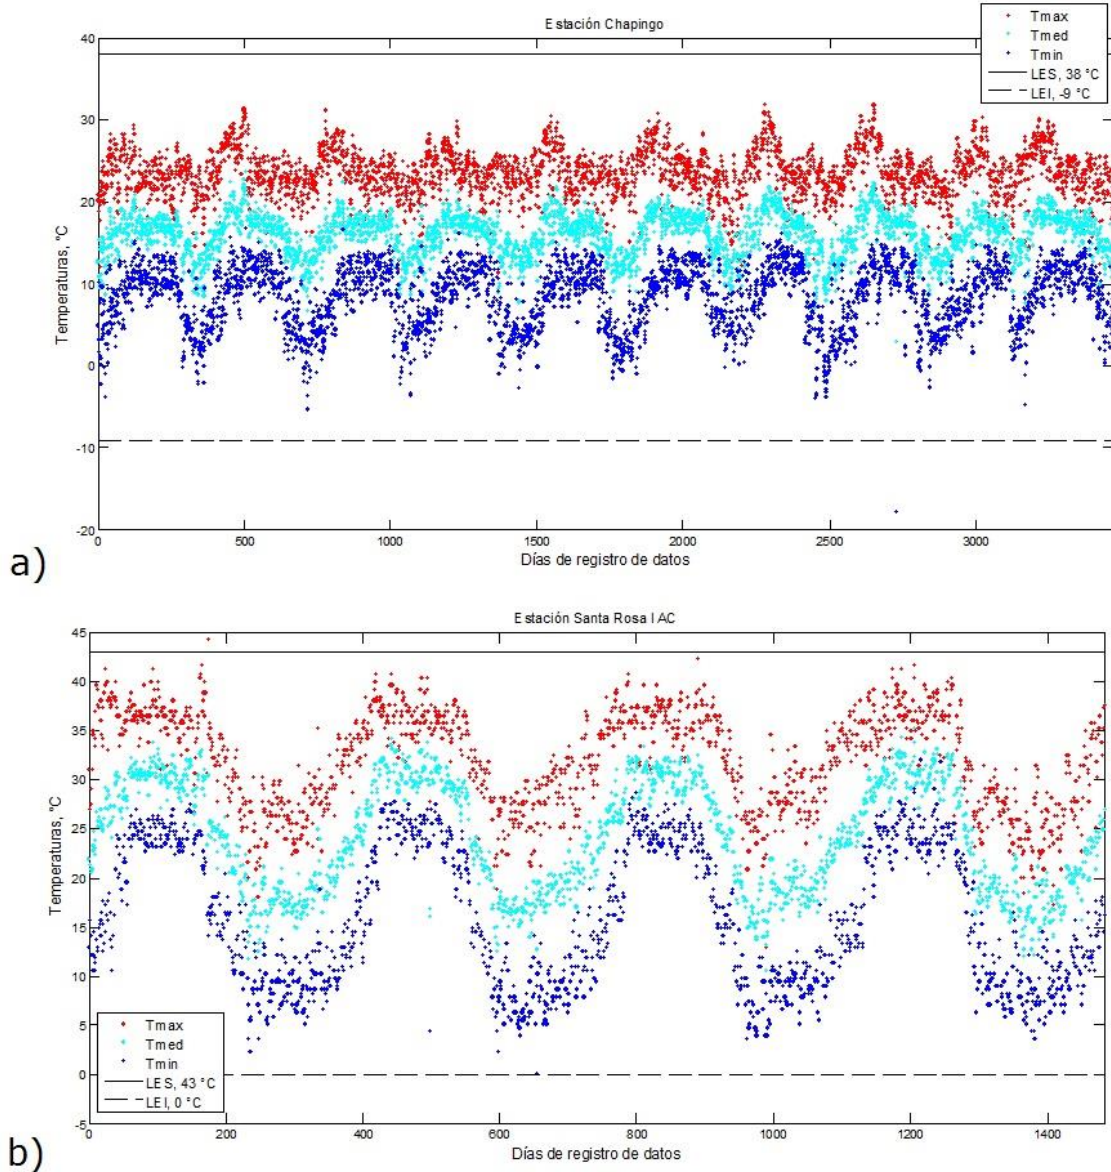 Estación Chapingo
Tmax
Tmed
Tmin
LES, 38 °C
LEI, -9 °C
40
30
20
10
0
-10
-20
Temperaturas, °C
0 500 1000 1500 2000 2500 3000
Días de registro de datos
a)
Estación Santa Rosa I AC
45
40
35
30
25
20
15
10
5
0
-5
Temperaturas, °C
Tmax
Tmed
Tmin
LES, 43 °C
LEI, 0 °C
0 200 400 600 800 1000 1200 1400
Días de registro de datos
b)